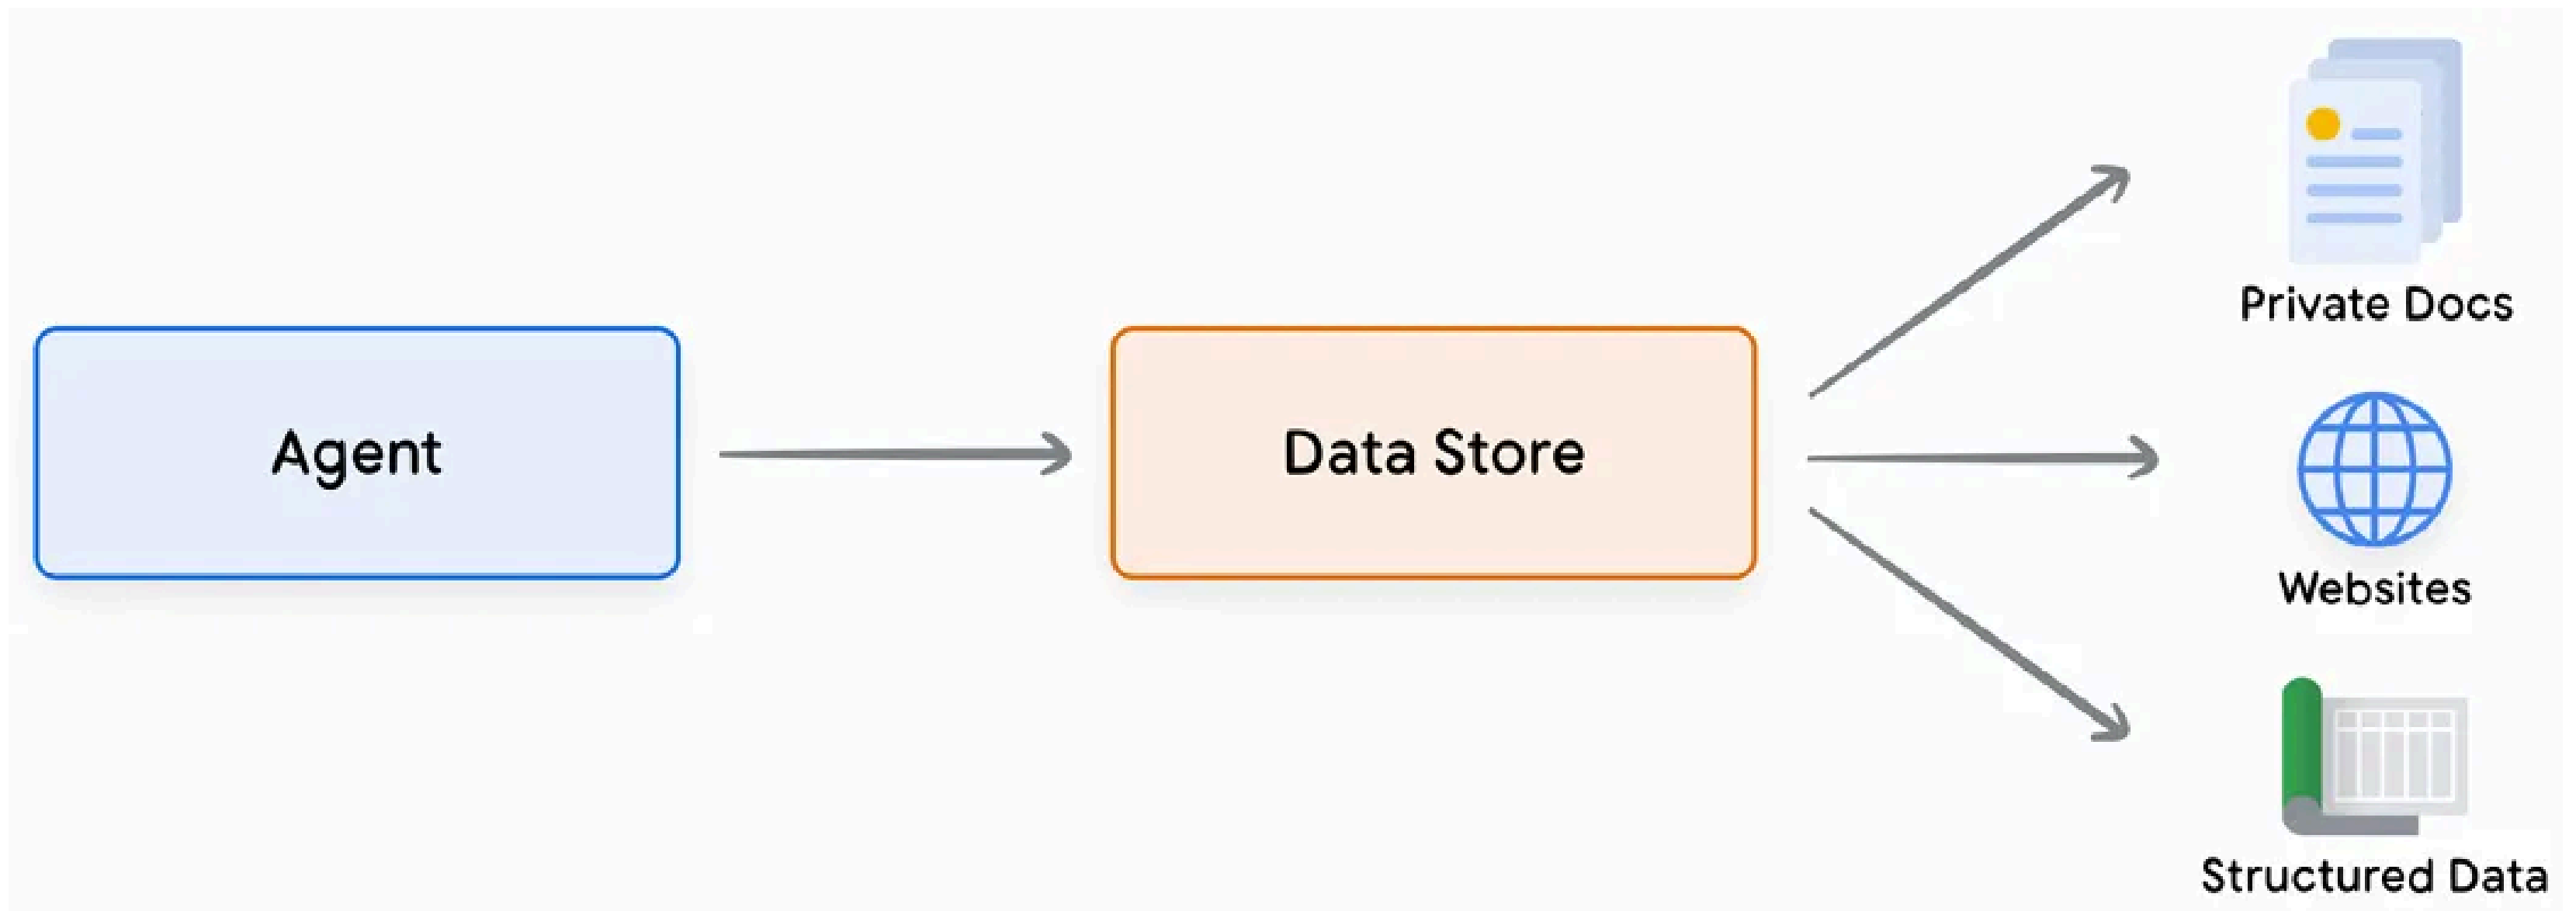 Agent
Data Store
Private Docs
Websites
Structured Data